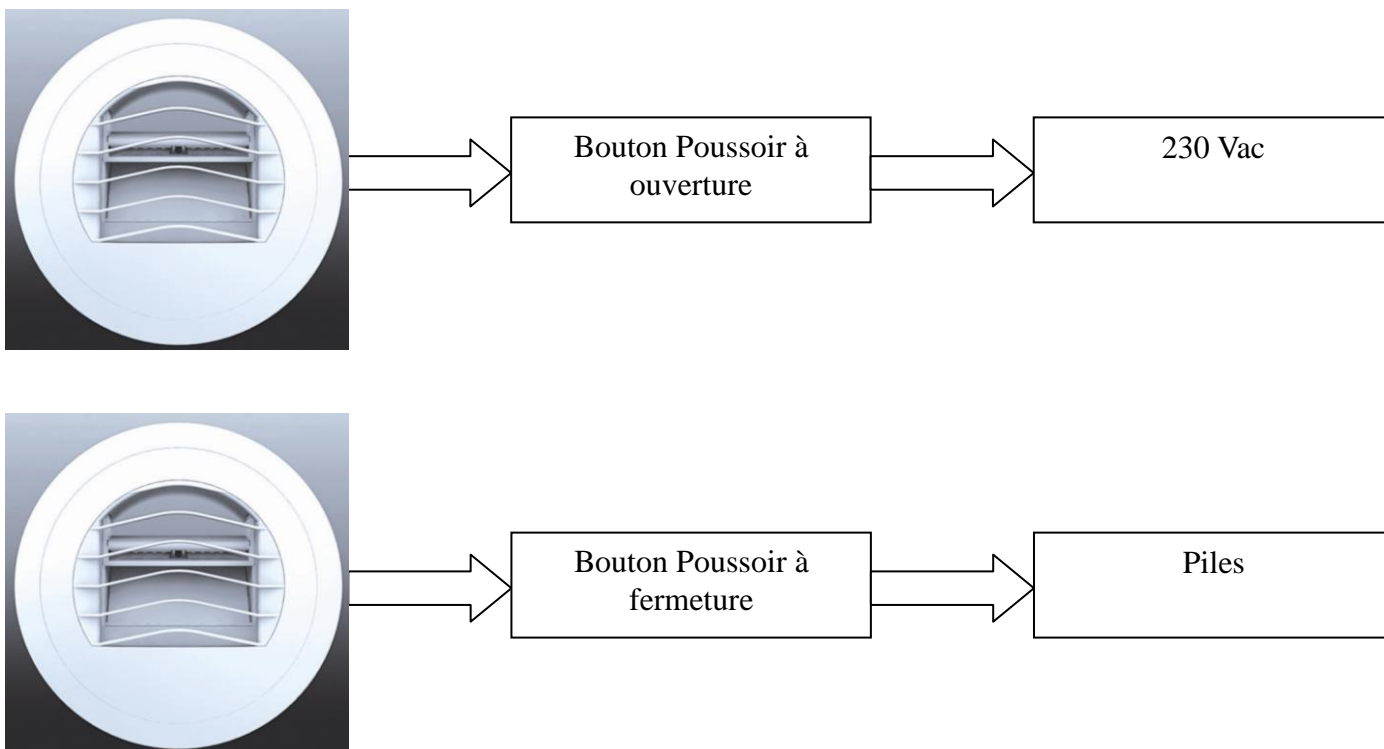 Bouton Poussoir à
ouverture
230 Vac
Bouton Poussoir à
fermeture
Piles